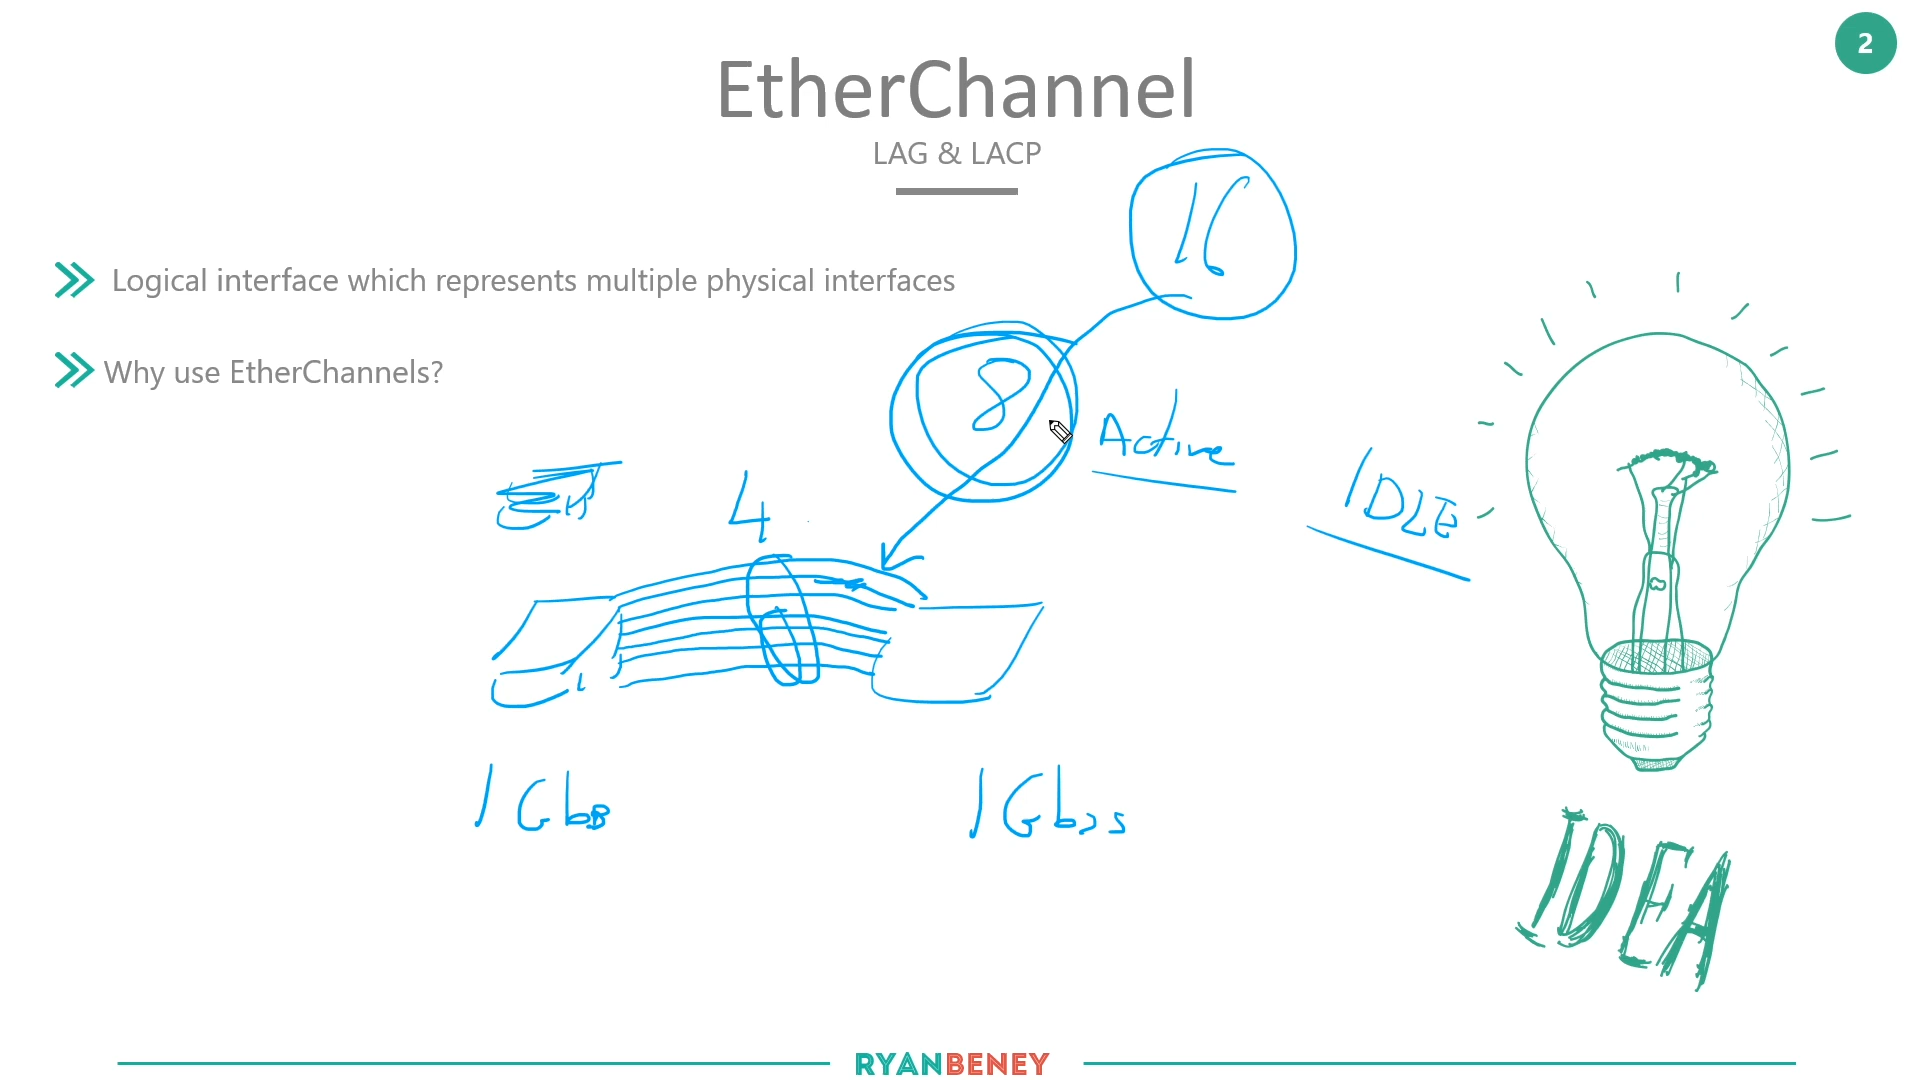 2
EtherChannel
LAG & LACP
16
Logical interface which represents multiple physical interfaces
Why use EtherChannels?
8
Active
IDLE
4
1 Gb
1 Gbps
IDEA
RYANBENEY